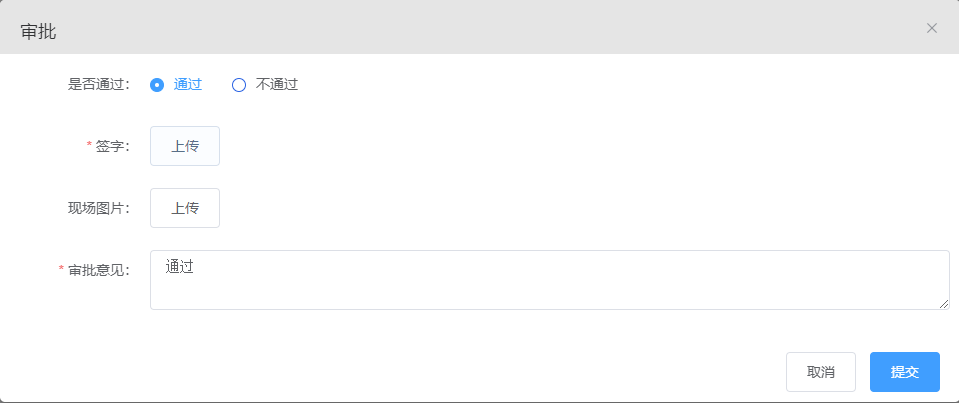 审批
是否通过： 通过 不通过
* 签字： 上传
现场图片： 上传
* 审批意见： 通过
取消 提交